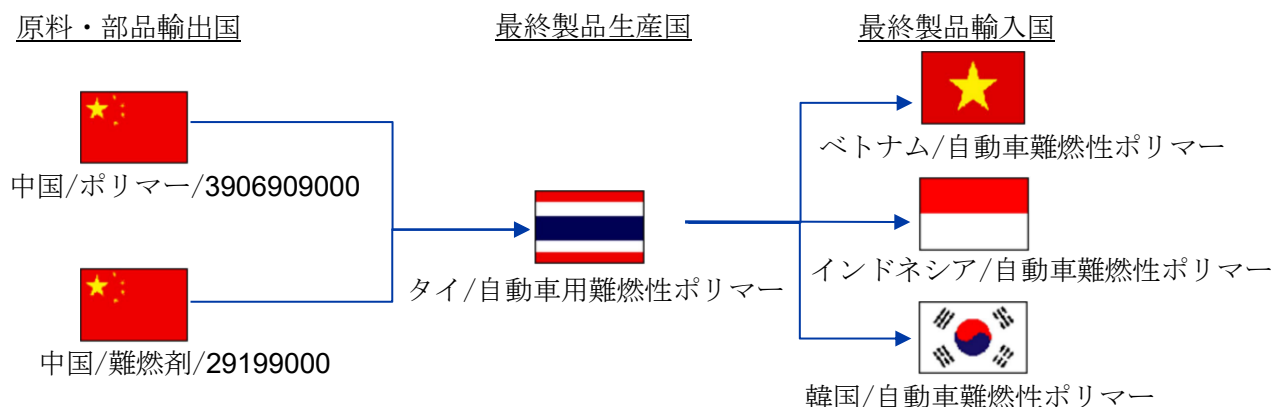 原料・部品輸出国
最終製品生産国
最終製品輸入国
中国/ポリマー/3906909000
中国/難燃剤/29199000
タイ/自動車用難燃性ポリマー
ベトナム/自動車難燃性ポリマー
インドネシア/自動車難燃性ポリマー
韓国/自動車難燃性ポリマー